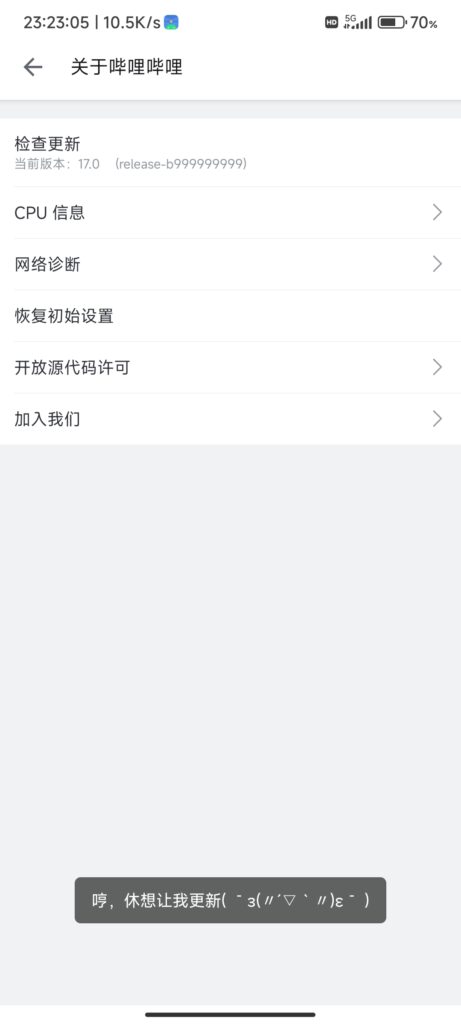 23:23:05 | 10.5K/s HD 5G 70%
关于哔哩哔哩
检查更新
当前版本：17.0 (release-b999999999)
CPU 信息
网络诊断
恢复初始设置
开放源代码许可
加入我们
哼，休想让我更新( ˉ з(〃´▽｀〃)ε ˉ )